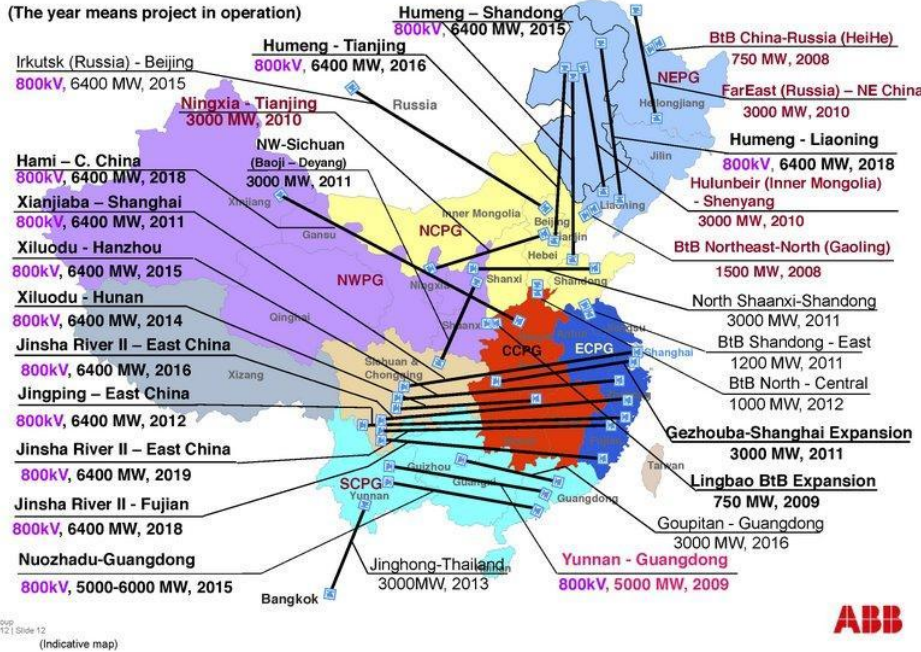 (The year means project in operation)
Humeng – Shandong
800kV, 6400 MW, 2015
Humeng - Tianjing
800kV, 6400 MW, 2016
Irkutsk (Russia) - Beijing
800kV, 6400 MW, 2015
Ningxia - Tianjing
3000 MW, 2010
NW-Sichuan
(Baoji – Deyang)
3000 MW, 2011
Hami – C. China
800kV, 6400 MW, 2018
Xianjiaba – Shanghai
800kV, 6400 MW, 2011
Xiluodu - Hanzhou
800kV, 6400 MW, 2015
Xiluodu - Hunan
800kV, 6400 MW, 2014
Jinsha River II – East China
800kV, 6400 MW, 2016
Jingping – East China
800kV, 6400 MW, 2012
Jinsha River II – East China
800kV, 6400 MW, 2019
Jinsha River II - Fujian
800kV, 6400 MW, 2018
Nuozhadu-Guangdong
800kV, 5000-6000 MW, 2015
BtB China-Russia (HeiHe)
750 MW, 2008
FarEast (Russia) – NE China
3000 MW, 2010
Humeng - Liaoning
800kV, 6400 MW, 2018
Hulunbeir (Inner Mongolia)
- Shenyang
3000 MW, 2010
BtB Northeast-North (Gaoling)
1500 MW, 2008
North Shaanxi-Shandong
3000 MW, 2011
BtB Shandong - East
1200 MW, 2011
BtB North - Central
1000 MW, 2012
Gezhouba-Shanghai Expansion
3000 MW, 2011
Lingbao BtB Expansion
750 MW, 2009
Goupitan - Guangdong
3000 MW, 2016
Yunnan - Guangdong
800kV, 5000 MW, 2009
Jinghong-Thailand
3000MW, 2013
Bangkok
Russia
NEPG
Heilongjiang
Jilin
Liaoning
Xinjiang
Gansu
Inner Mongolia
NCPG
Beijing
Tianjin
Hebei
Shandong
Shanxi
Ningxia
NWPG
Qinghai
Shaanxi
Xizang
Sichuan &
Chongqing
CCPG
ECPG
Shanghai
Fujian
Taiwan
Guizhou
Guangxi
Guangdong
SCPG
Yunnan
12 | Slide 12
(Indicative map)
ABB